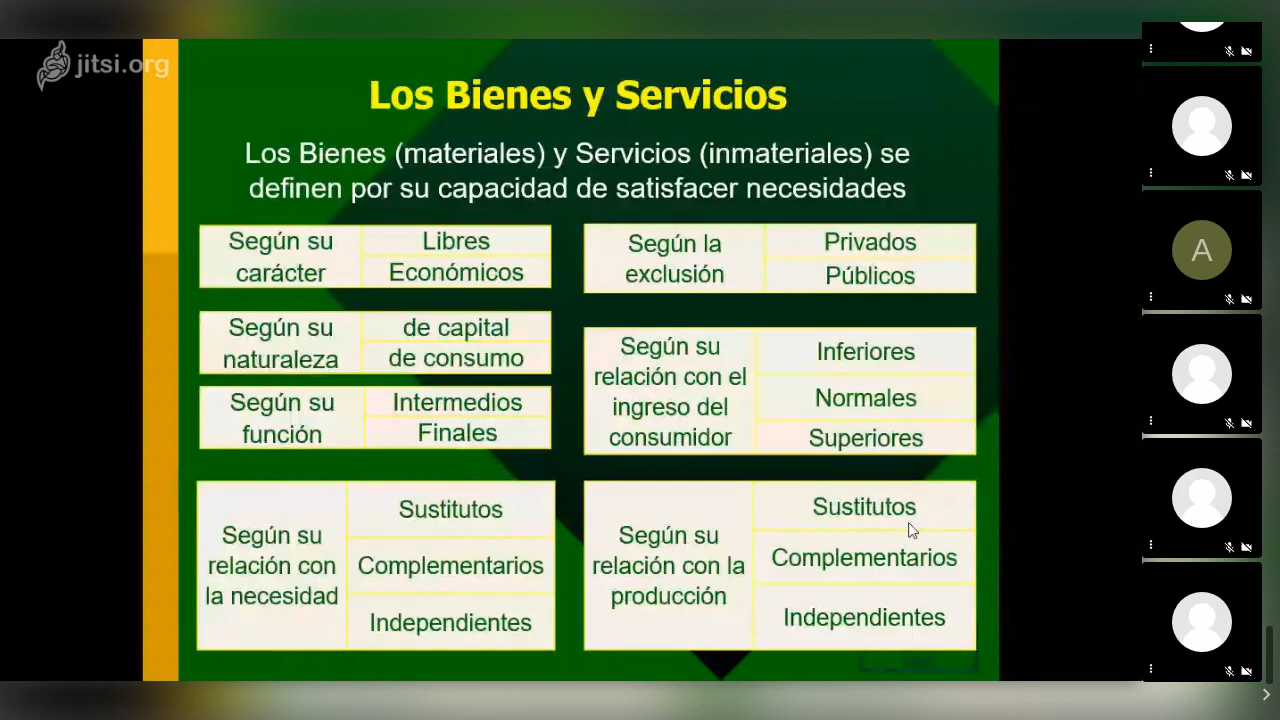 jitsi.org
Los Bienes y Servicios
Los Bienes (materiales) y Servicios (inmateriales) se
definen por su capacidad de satisfacer necesidades
Según su
carácter
Libres
Económicos
Según la
exclusión
Privados
Públicos
Según su
naturaleza
de capital
de consumo
Según su
función
Intermedios
Finales
Según su
relación con el
ingreso del
consumidor
Inferiores
Normales
Superiores
Según su
relación con
la necesidad
Sustitutos
Complementarios
Independientes
Según su
relación con la
producción
Sustitutos
Complementarios
Independientes
A